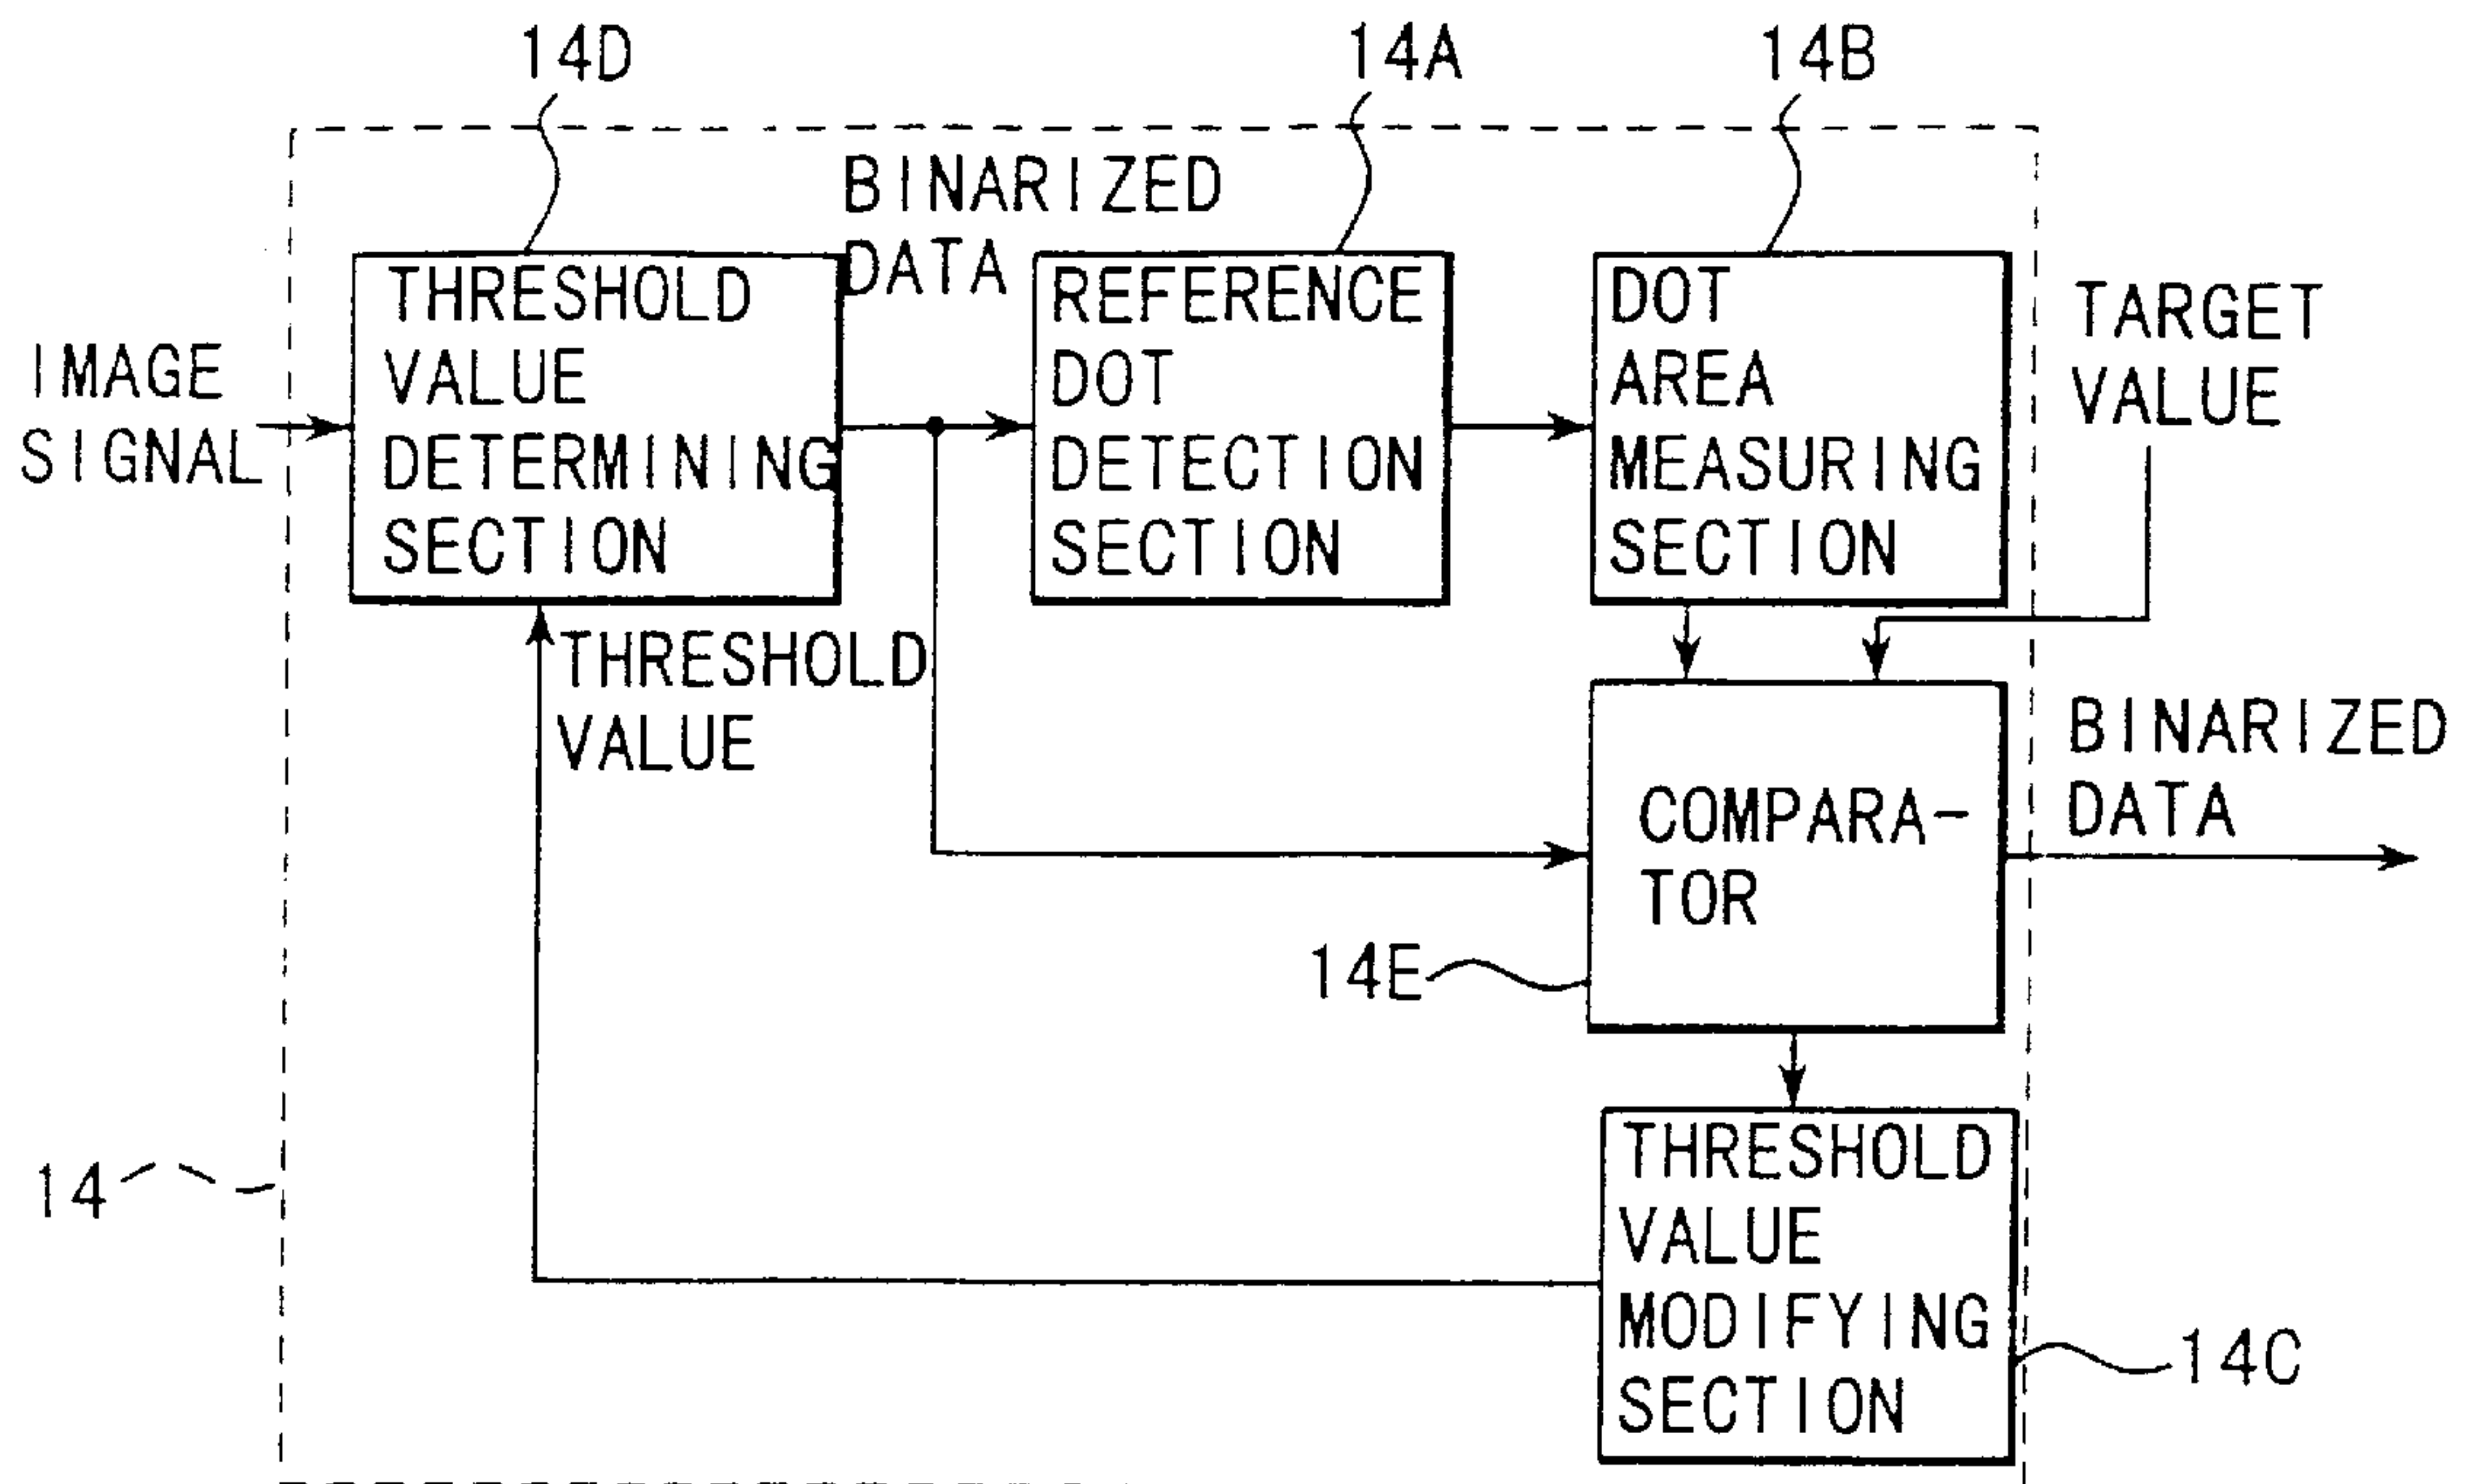 14D
14A
14B
BINARIZED
DATA
THRESHOLD
VALUE
DETERMINING
SECTION
REFERENCE
DOT
DETECTION
SECTION
DOT
AREA
MEASURING
SECTION
TARGET
VALUE
IMAGE
SIGNAL
THRESHOLD
VALUE
COMPARA-
TOR
BINARIZED
DATA
14E
14
THRESHOLD
VALUE
MODIFYING
SECTION
14C